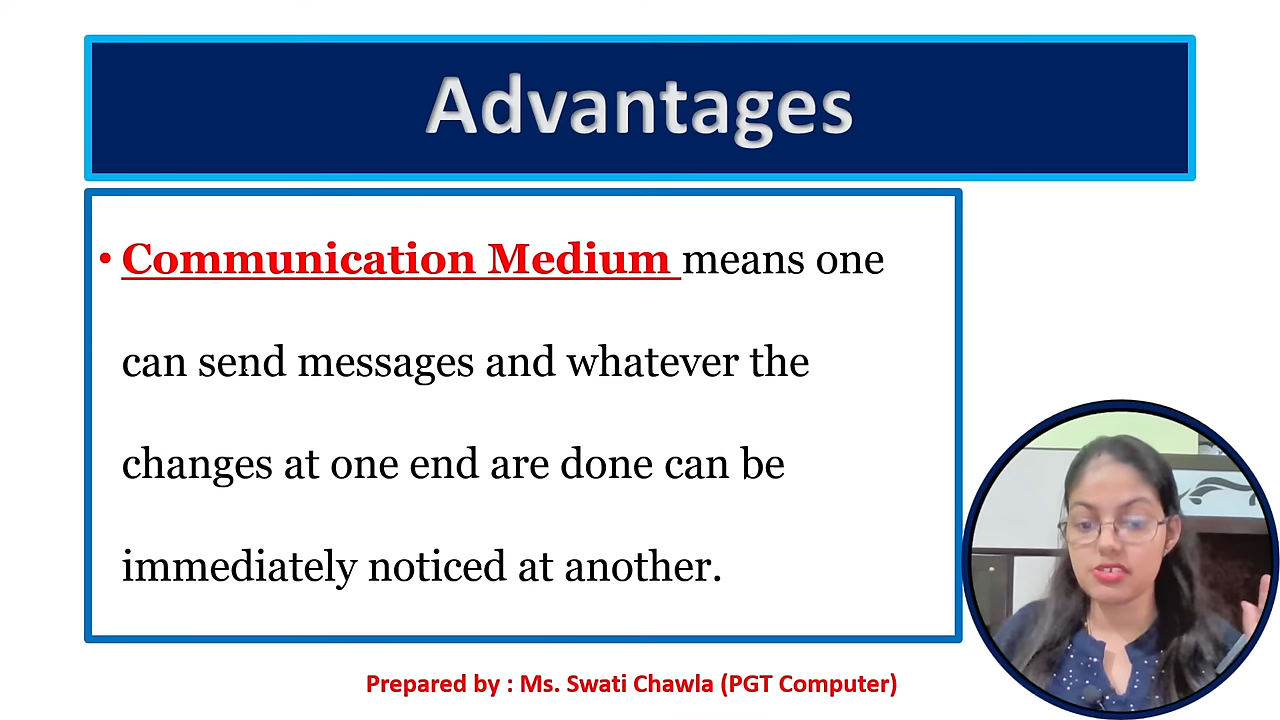 Advantages
• Communication Medium means one
can send messages and whatever the
changes at one end are done can be
immediately noticed at another.
Prepared by : Ms. Swati Chawla (PGT Computer)